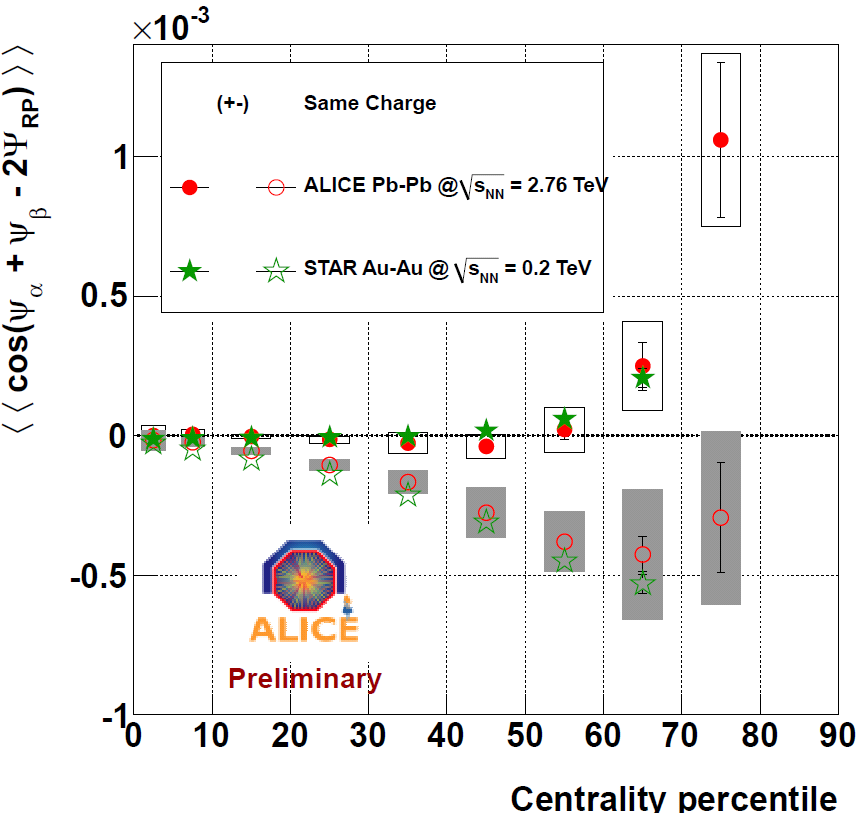 ×10⁻³
⟨⟨ cos(ψα + ψβ - 2ΨRP) ⟩⟩
(+-) Same Charge
ALICE Pb-Pb @√sNN = 2.76 TeV
STAR Au-Au @ √sNN = 0.2 TeV
1
0.5
0
-0.5
-1
ALICE
Preliminary
0 10 20 30 40 50 60 70 80 90
Centrality percentile